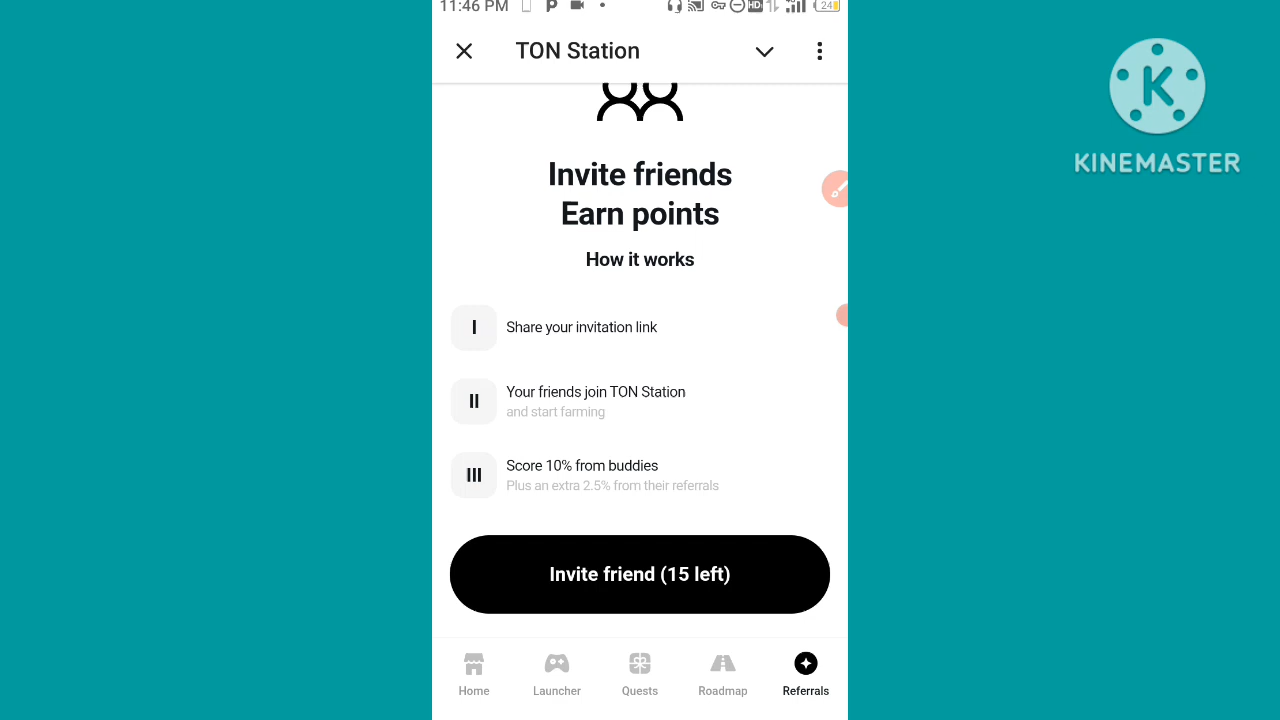 11:46 PM P HD 24
TON Station
K
KINEMASTER
Invite friends
Earn points
How it works
I Share your invitation link
II Your friends join TON Station
and start farming
III Score 10% from buddies
Plus an extra 2.5% from their referrals
Invite friend (15 left)
Home Launcher Quests Roadmap Referrals